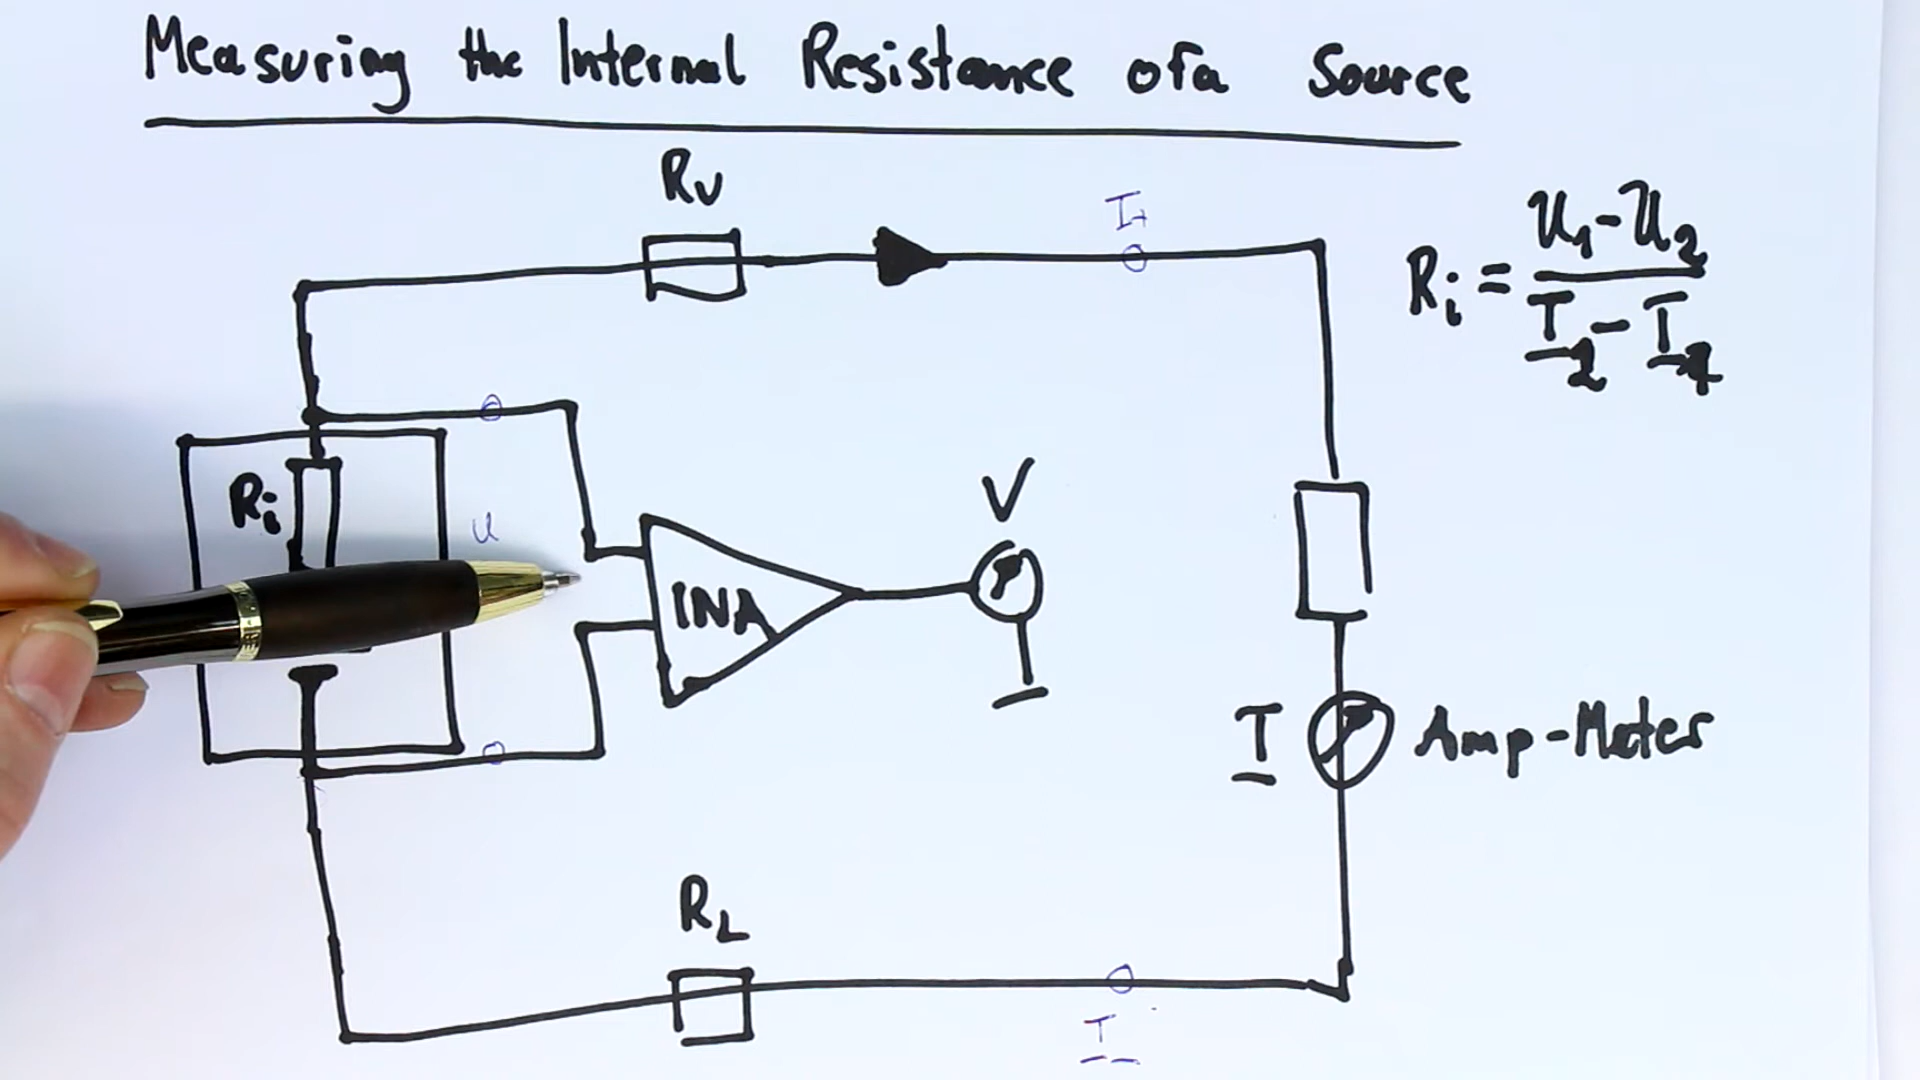 Measuring the Internal Resistance of a Source
Rv
I+
Ri = U1-U2
I2-I1
Ri
U
V
INA
I Amp-Meter
RL
I-